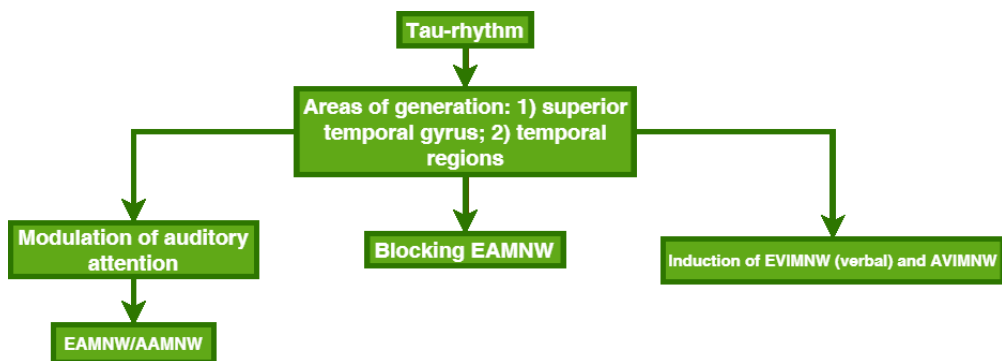 Tau-rhythm
Areas of generation: 1) superior
temporal gyrus; 2) temporal
regions
Modulation of auditory
attention
Blocking EAMNW
Induction of EVIMNW (verbal) and AVIMNW
EAMNW/AAMNW